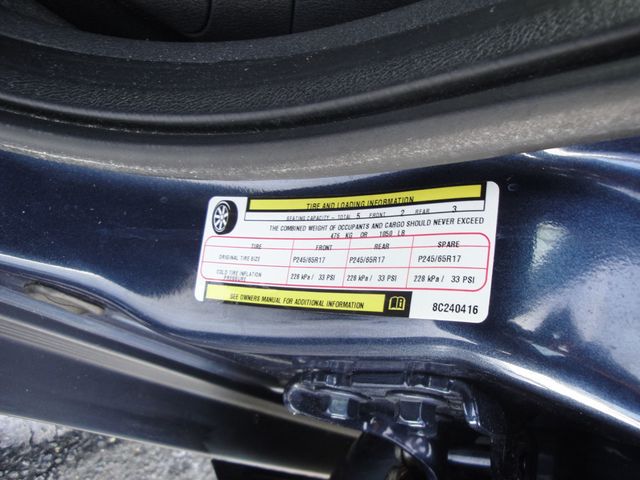 TIRE AND LOADING INFORMATION
SEATING CAPACITY - TOTAL 5 FRONT 2 REAR 3
THE COMBINED WEIGHT OF OCCUPANTS AND CARGO SHOULD NEVER EXCEED
476 KG OR 1050 LB
TIRE FRONT REAR SPARE
ORIGINAL TIRE SIZE P245/65R17 P245/65R17 P245/65R17
COLD TIRE INFLATION PRESSURE 228 kPa / 33 PSI 228 kPa / 33 PSI 228 kPa / 33 PSI
SEE OWNERS MANUAL FOR ADDITIONAL INFORMATION
8C240416